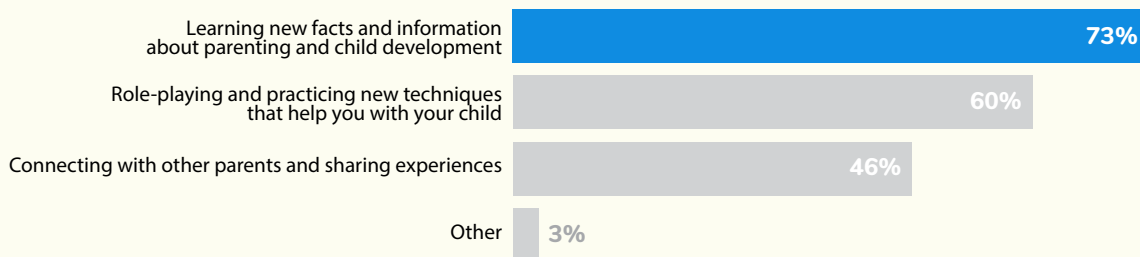 Learning new facts and information
about parenting and child development
73%
Role-playing and practicing new techniques
that help you with your child
60%
Connecting with other parents and sharing experiences
46%
Other
3%